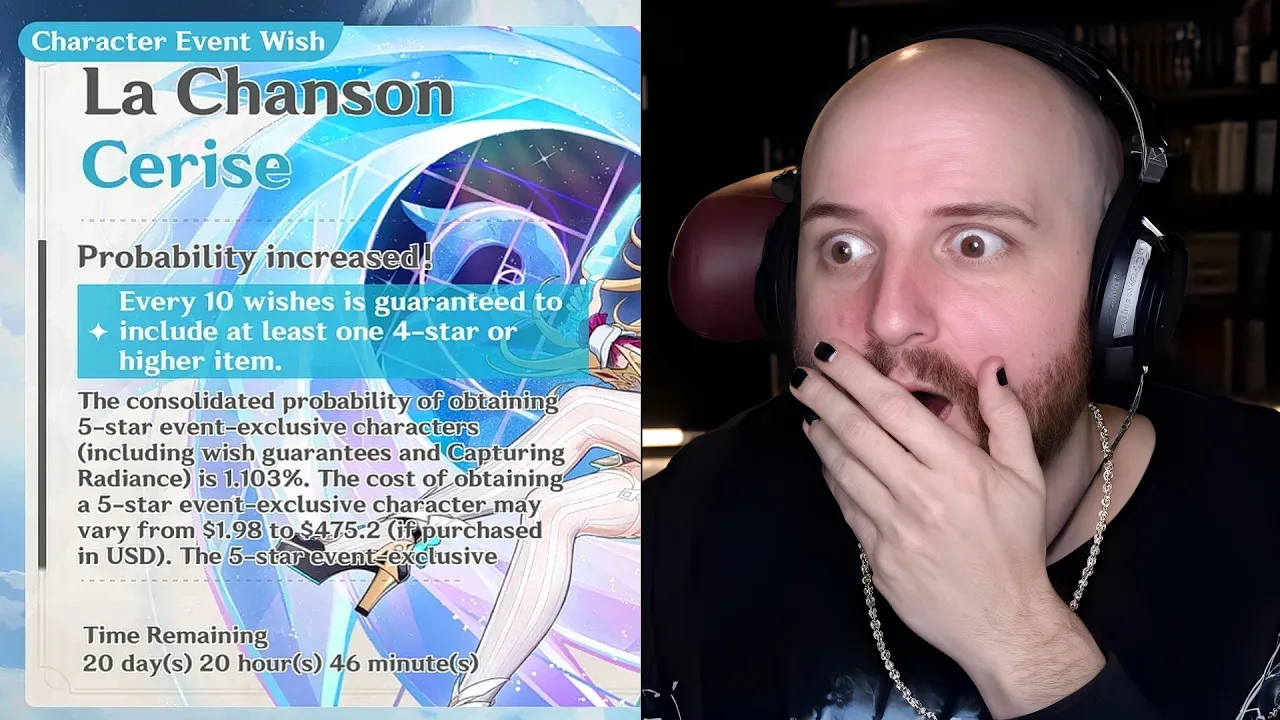 Character Event Wish
La Chanson
Cerise
Probability increased!
Every 10 wishes is guaranteed to
include at least one 4-star or
higher item.
The consolidated probability of obtaining
5-star event-exclusive characters
(including wish guarantees and Capturing
Radiance) is 1.103%. The cost of obtaining
a 5-star event-exclusive character may
vary from $1.98 to $475.2 (if purchased
in USD). The 5-star event-exclusive
Time Remaining
20 day(s) 20 hour(s) 46 minute(s)